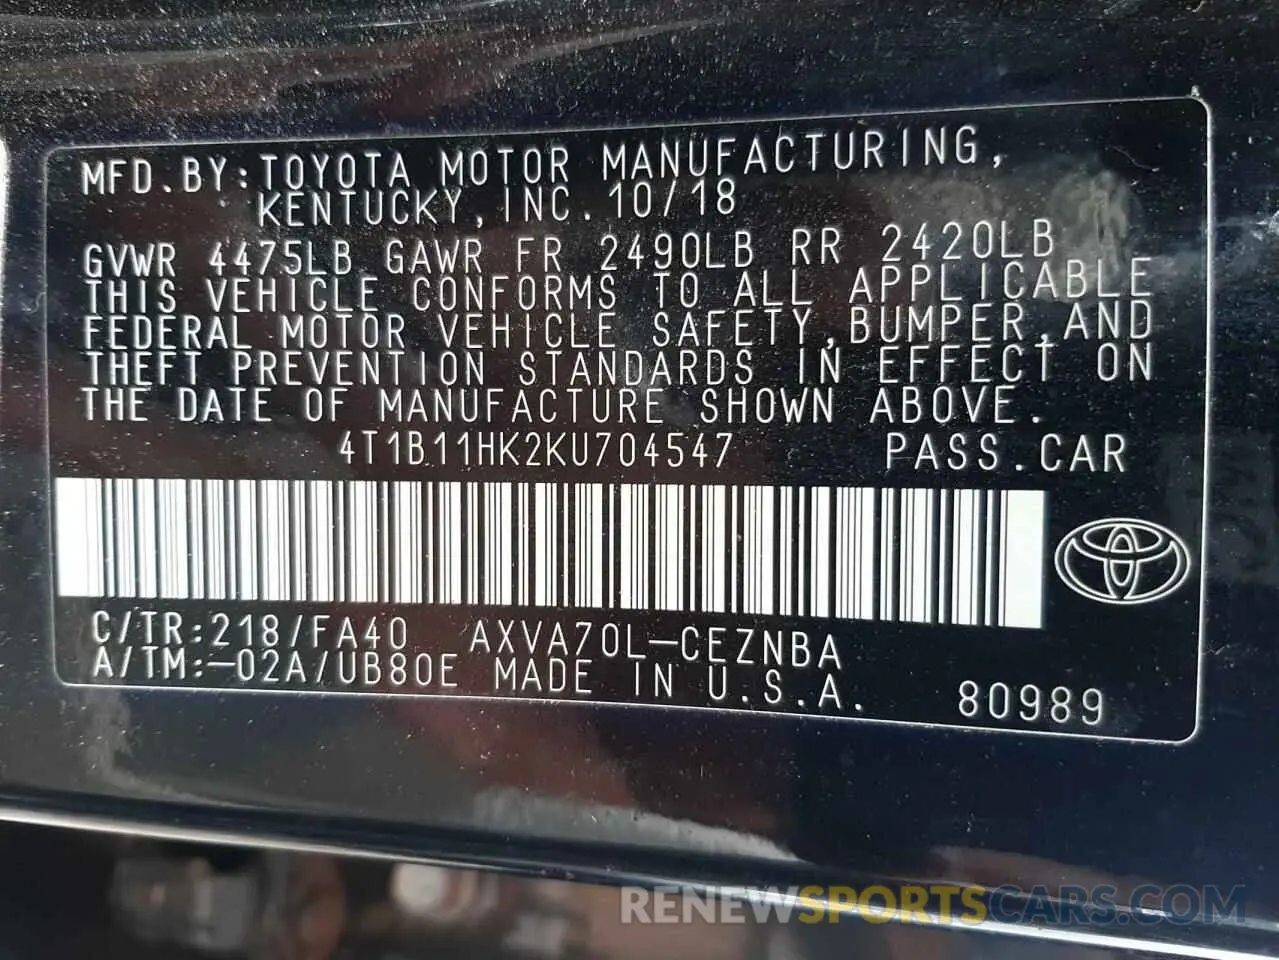 MFD.BY:TOYOTA MOTOR MANUFACTURING,
KENTUCKY,INC.10/18
GVWR 4475LB GAWR FR 2490LB RR 2420LB
THIS VEHICLE CONFORMS TO ALL APPLICABLE
FEDERAL MOTOR VEHICLE SAFETY,BUMPER,AND
THEFT PREVENTION STANDARDS IN EFFECT ON
THE DATE OF MANUFACTURE SHOWN ABOVE.
4T1B11HK2KU704547 PASS.CAR
C/TR:218/FA40 AXVA70L-CEZNBA
A/TM:-02A/UB80E MADE IN U.S.A.
80989
RENEWSPORTSCARS.COM